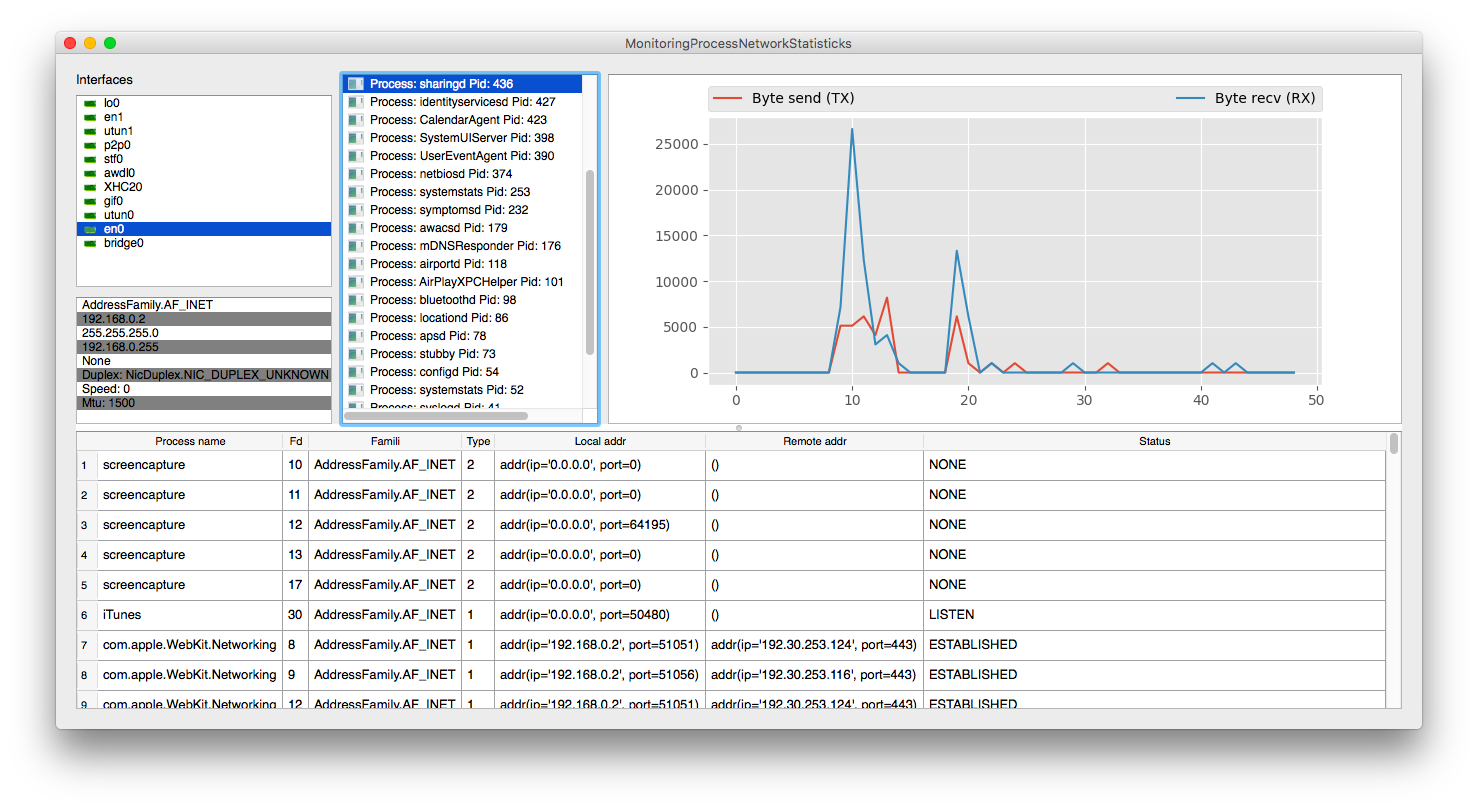 MonitoringProcessNetworkStatisticks
Interfaces
lo0
en1
utun1
p2p0
stf0
awdl0
XHC20
gif0
utun0
en0
bridge0
AddressFamily.AF_INET
192.168.0.2
255.255.255.0
192.168.0.255
None
Duplex: NicDuplex.NIC_DUPLEX_UNKNOWN
Speed: 0
Mtu: 1500
Process: sharingd Pid: 436
Process: identityservicesd Pid: 427
Process: CalendarAgent Pid: 423
Process: SystemUIServer Pid: 398
Process: UserEventAgent Pid: 390
Process: netbiosd Pid: 374
Process: systemstats Pid: 253
Process: symptomsd Pid: 232
Process: awacsd Pid: 179
Process: mDNSResponder Pid: 176
Process: airportd Pid: 118
Process: AirPlayXPCHelper Pid: 101
Process: bluetoothd Pid: 98
Process: locationd Pid: 86
Process: apsd Pid: 78
Process: stubby Pid: 73
Process: configd Pid: 54
Process: systemstats Pid: 52
Process: syslogd Pid: 41
Byte send (TX) Byte recv (RX)
25000
20000
15000
10000
5000
0
0 10 20 30 40 50
Process name Fd Famili Type Local addr Remote addr Status
1 screencapture 10 AddressFamily.AF_INET 2 addr(ip='0.0.0.0', port=0) () NONE
2 screencapture 11 AddressFamily.AF_INET 2 addr(ip='0.0.0.0', port=0) () NONE
3 screencapture 12 AddressFamily.AF_INET 2 addr(ip='0.0.0.0', port=64195) () NONE
4 screencapture 13 AddressFamily.AF_INET 2 addr(ip='0.0.0.0', port=0) () NONE
5 screencapture 17 AddressFamily.AF_INET 2 addr(ip='0.0.0.0', port=0) () NONE
6 iTunes 30 AddressFamily.AF_INET 1 addr(ip='0.0.0.0', port=50480) () LISTEN
7 com.apple.WebKit.Networking 8 AddressFamily.AF_INET 1 addr(ip='192.168.0.2', port=51051) addr(ip='192.30.253.124', port=443) ESTABLISHED
8 com.apple.WebKit.Networking 9 AddressFamily.AF_INET 1 addr(ip='192.168.0.2', port=51056) addr(ip='192.30.253.116', port=443) ESTABLISHED
9 com.apple.WebKit.Networking 12 AddressFamily.AF_INET 1 addr(ip='192.168.0.2', port=51051) addr(ip='192.30.253.124', port=443) ESTABLISHED